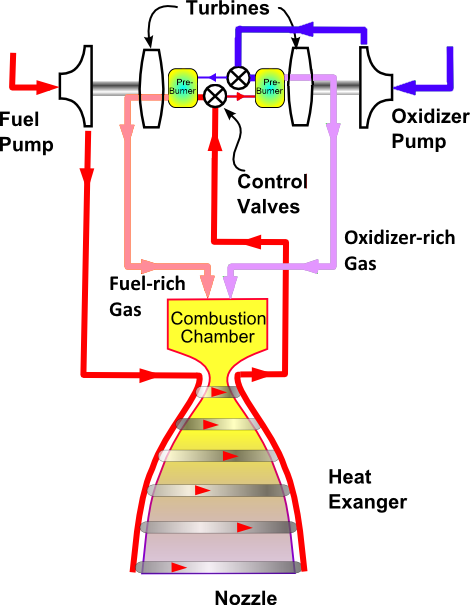 Turbines
Fuel
Pump
Pre-
Burner
Pre-
Burner
Oxidizer
Pump
Control
Valves
Oxidizer-rich
Gas
Fuel-rich
Gas
Combustion
Chamber
Heat
Exanger
Nozzle